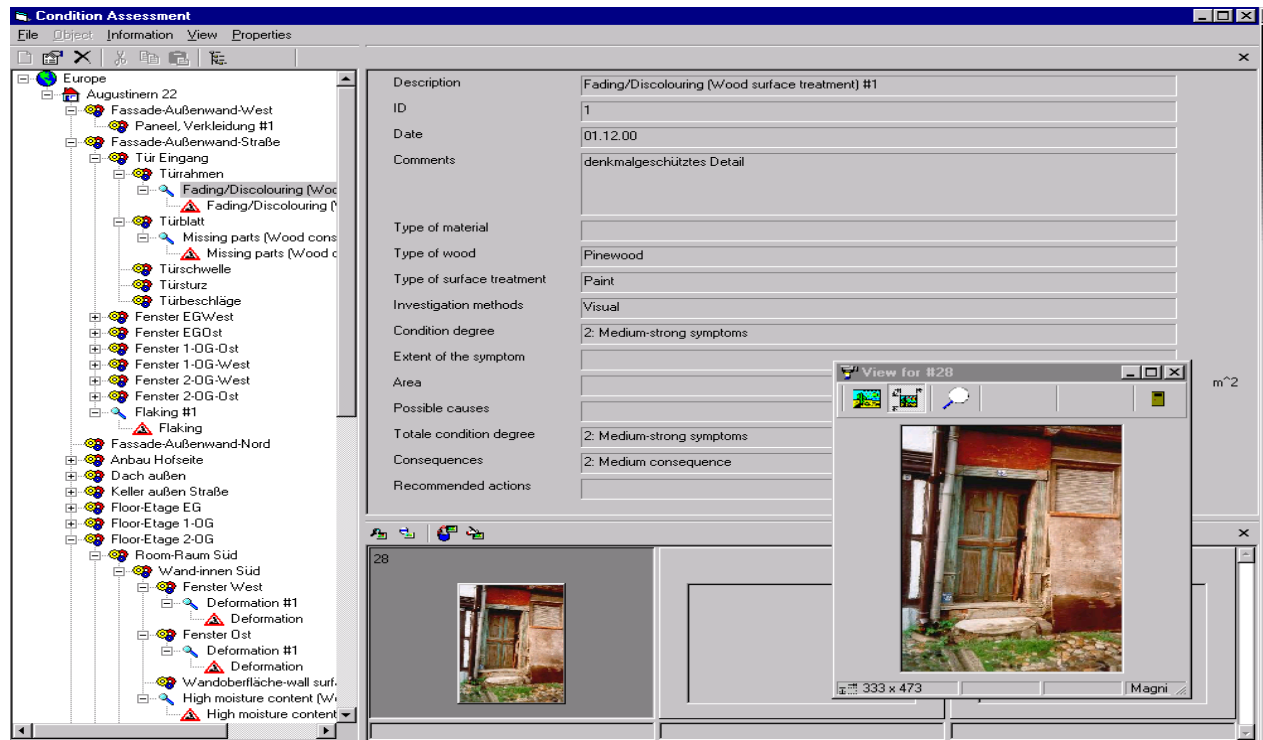 Condition Assessment
File Object Information View Properties
Europe
Augustinern 22
Fassade-Außenwand-West
Paneel, Verkleidung #1
Fassade-Außenwand-Straße
Tür Eingang
Türrahmen
Fading/Discolouring (Woo
Fading/Discolouring (
Türblatt
Missing parts (Wood cons
Missing parts (Wood c
Türschwelle
Türsturz
Türbeschläge
Fenster EGWest
Fenster EGOst
Fenster 1-OG-Ost
Fenster 1-OG-West
Fenster 2-OG-West
Fenster 2-OG-Ost
Flaking #1
Flaking
Fassade-Außenwand-Nord
Anbau Hofseite
Dach außen
Keller außen Straße
Floor-Etage EG
Floor-Etage 1-OG
Floor-Etage 2-OG
Room-Raum Süd
Wand-innen Süd
Fenster West
Deformation #1
Deformation
Fenster Ost
Deformation #1
Deformation
Wandoberfläche-wall surf
High moisture content (W
High moisture content
Description Fading/Discolouring (Wood surface treatment) #1
ID 1
Date 01.12.00
Comments denkmalgeschütztes Detail
Type of material
Type of wood Pinewood
Type of surface treatment Paint
Investigation methods Visual
Condition degree 2: Medium-strong symptoms
Extent of the symptom
Area m^2
Possible causes
Totale condition degree 2: Medium-strong symptoms
Consequences 2: Medium consequence
Recommended actions
28
View for #28
333 x 473 Magni